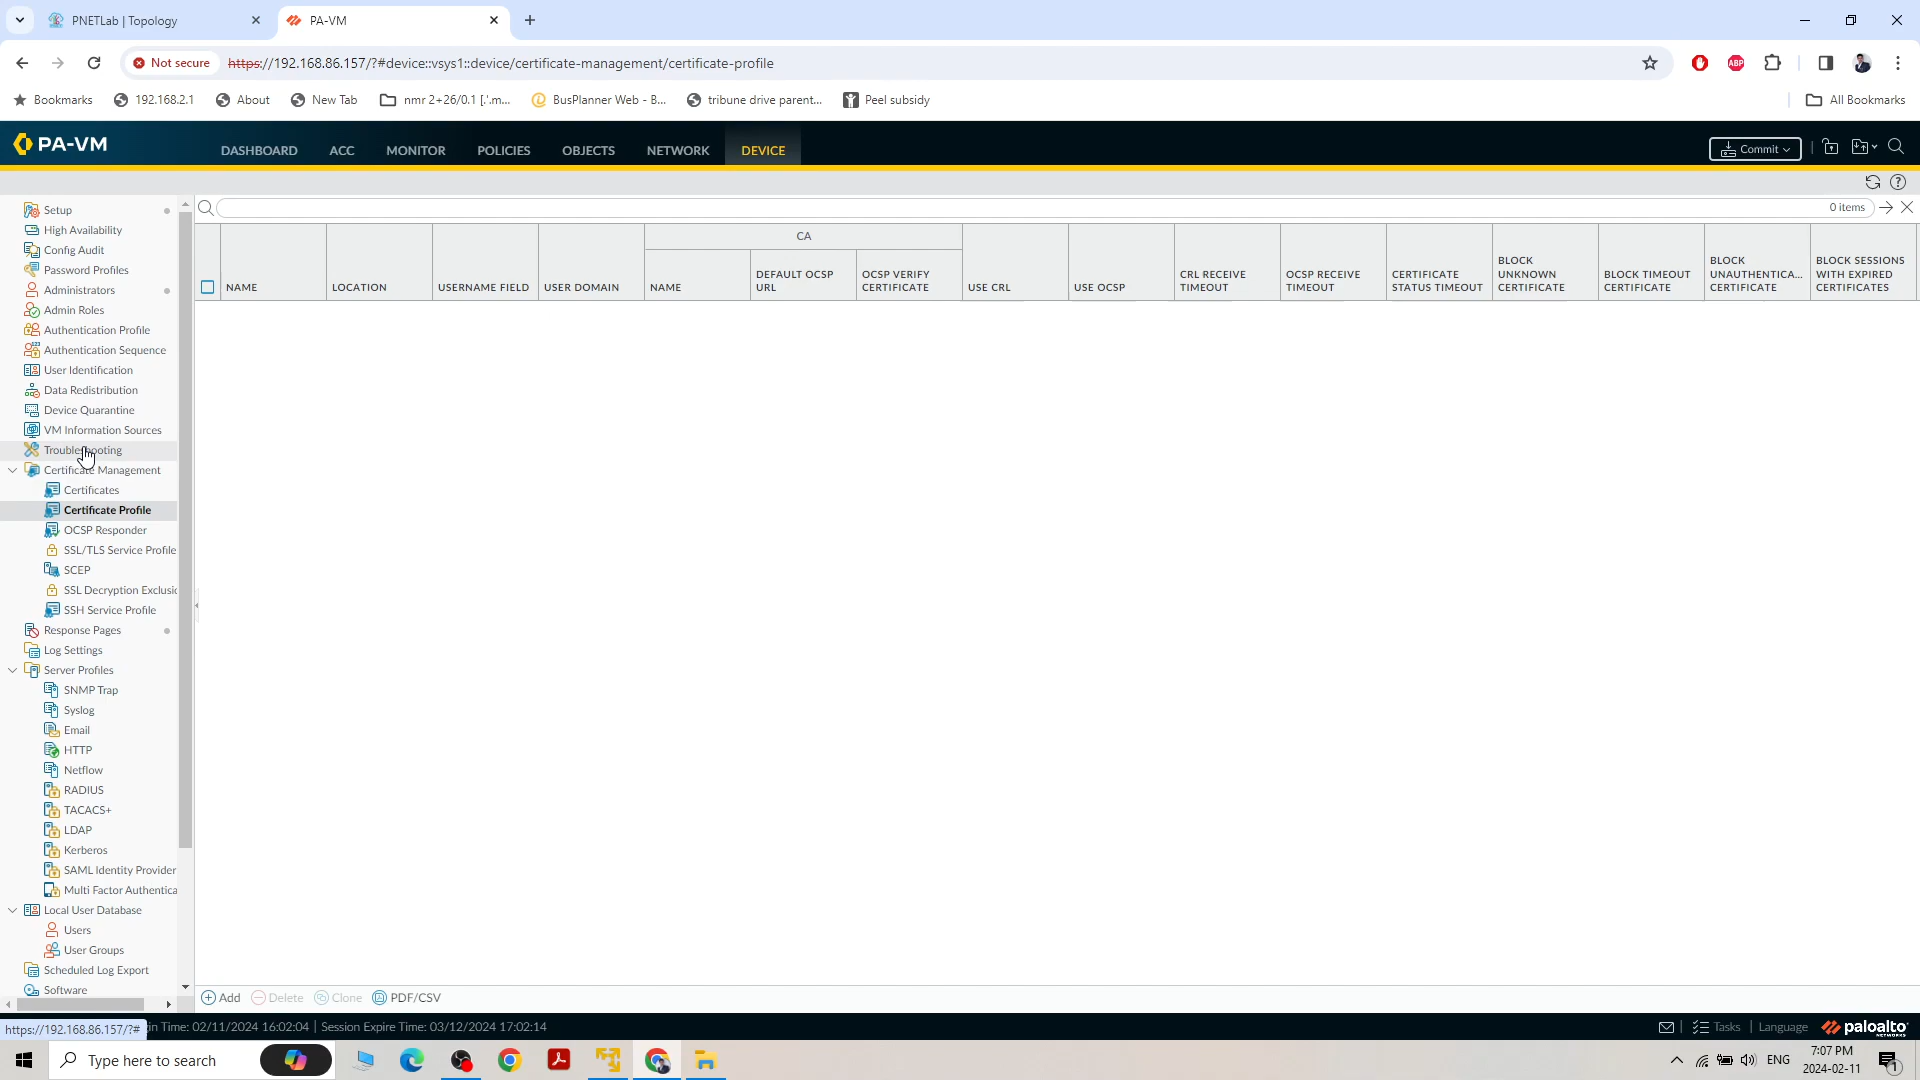 PNETLab | Topology
PA-VM
Not secure
https://192.168.86.157/?#device::vsys1::device/certificate-management/certificate-profile
ABP
Bookmarks
192.168.2.1
About
New Tab
nmr 2+26/0.1 [.'.m...
BusPlanner Web - B...
tribune drive parent...
Peel subsidy
All Bookmarks
PA-VM
DASHBOARD
ACC
MONITOR
POLICIES
OBJECTS
NETWORK
DEVICE
Commit
0 items
Setup
High Availability
Config Audit
Password Profiles
Administrators
Admin Roles
Authentication Profile
Authentication Sequence
User Identification
Data Redistribution
Device Quarantine
VM Information Sources
Troubleshooting
Certificate Management
Certificates
Certificate Profile
OCSP Responder
SSL/TLS Service Profile
SCEP
SSL Decryption Exclusio
SSH Service Profile
Response Pages
Log Settings
Server Profiles
SNMP Trap
Syslog
Email
HTTP
Netflow
RADIUS
TACACS+
LDAP
Kerberos
SAML Identity Provider
Multi Factor Authentica
Local User Database
Users
User Groups
Scheduled Log Export
Software
NAME
LOCATION
USERNAME FIELD
USER DOMAIN
CA
NAME
DEFAULT OCSP URL
OCSP VERIFY CERTIFICATE
USE CRL
USE OCSP
CRL RECEIVE TIMEOUT
OCSP RECEIVE TIMEOUT
CERTIFICATE STATUS TIMEOUT
BLOCK UNKNOWN CERTIFICATE
BLOCK TIMEOUT CERTIFICATE
BLOCK UNAUTHENTICA... CERTIFICATE
BLOCK SESSIONS WITH EXPIRED CERTIFICATES
Add
Delete
Clone
PDF/CSV
https://192.168.86.157/?#
in Time: 02/11/2024 16:02:04 | Session Expire Time: 03/12/2024 17:02:14
Tasks
Language
paloalto
NETWORKS
Type here to search
ENG
7:07 PM
2024-02-11
1